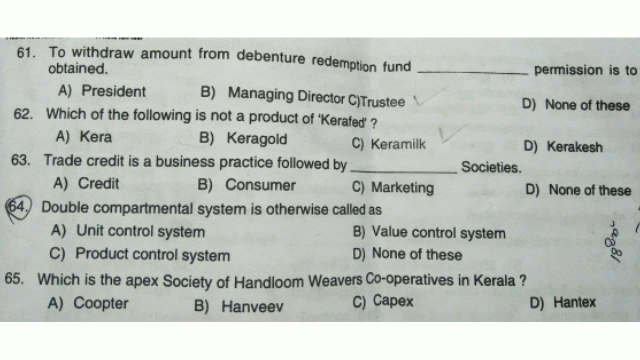 61. To withdraw amount from debenture redemption fund ____________ permission is to
obtained.
A) President B) Managing Director C)Trustee D) None of these
62. Which of the following is not a product of 'Kerafed' ?
A) Kera B) Keragold C) Keramilk D) Kerakesh
63. Trade credit is a business practice followed by ____________ Societies.
A) Credit B) Consumer C) Marketing D) None of these
64. Double compartmental system is otherwise called as
A) Unit control system B) Value control system
C) Product control system D) None of these
65. Which is the apex Society of Handloom Weavers Co-operatives in Kerala ?
A) Coopter B) Hanveev C) Capex D) Hantex